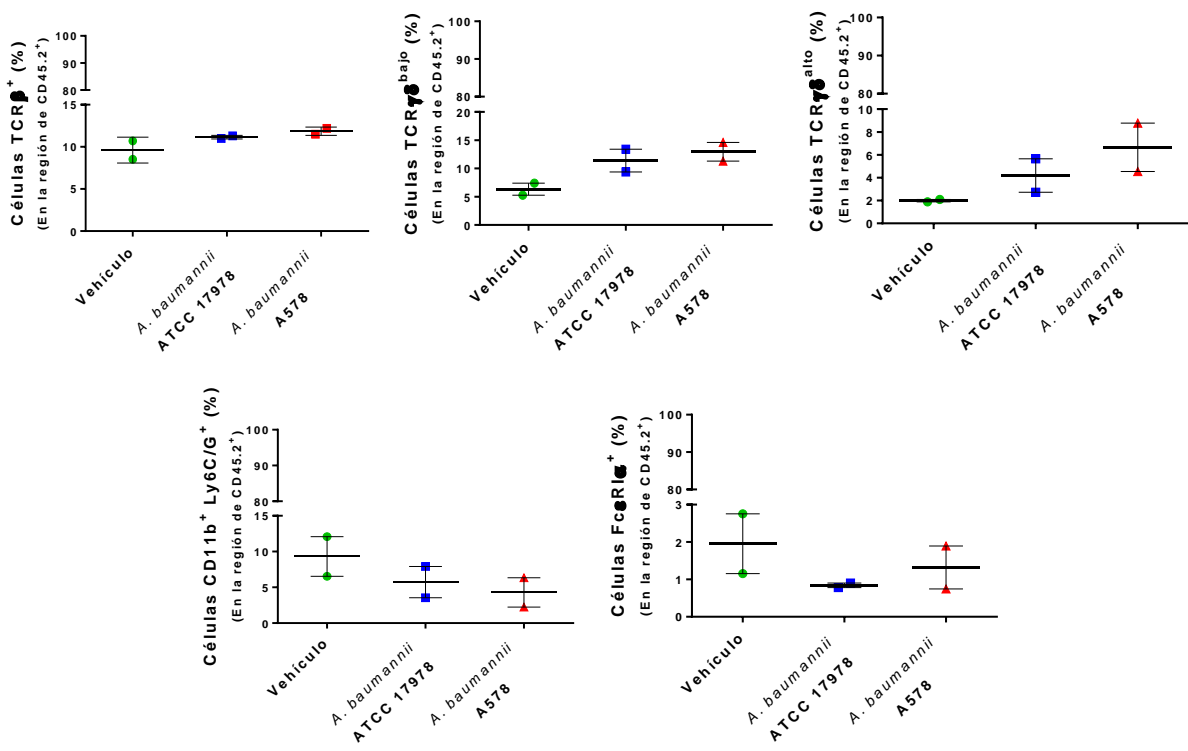 Células TCRβ⁺ (%)
(En la región de CD45.2⁺)
100
90
80
15
10
5
0
Vehículo
A. baumannii
ATCC 17978
A. baumannii
A578
Células TCRγδᵇᵃʲᵒ (%)
(En la región de CD45.2⁺)
100
90
80
20
15
10
5
0
Vehículo
A. baumannii
ATCC 17978
A. baumannii
A578
Células TCRγδᵃˡᵗᵒ (%)
(En la región de CD45.2⁺)
100
90
80
10
8
6
4
2
0
Vehículo
A. baumannii
ATCC 17978
A. baumannii
A578
Células CD11b⁺ Ly6C/G⁺ (%)
(En la región de CD45.2⁺)
100
90
80
15
10
5
0
Vehículo
A. baumannii
ATCC 17978
A. baumannii
A578
Células FcεRIα⁺ (%)
(En la región de CD45.2⁺)
100
90
80
3
2
1
0
Vehículo
A. baumannii
ATCC 17978
A. baumannii
A578